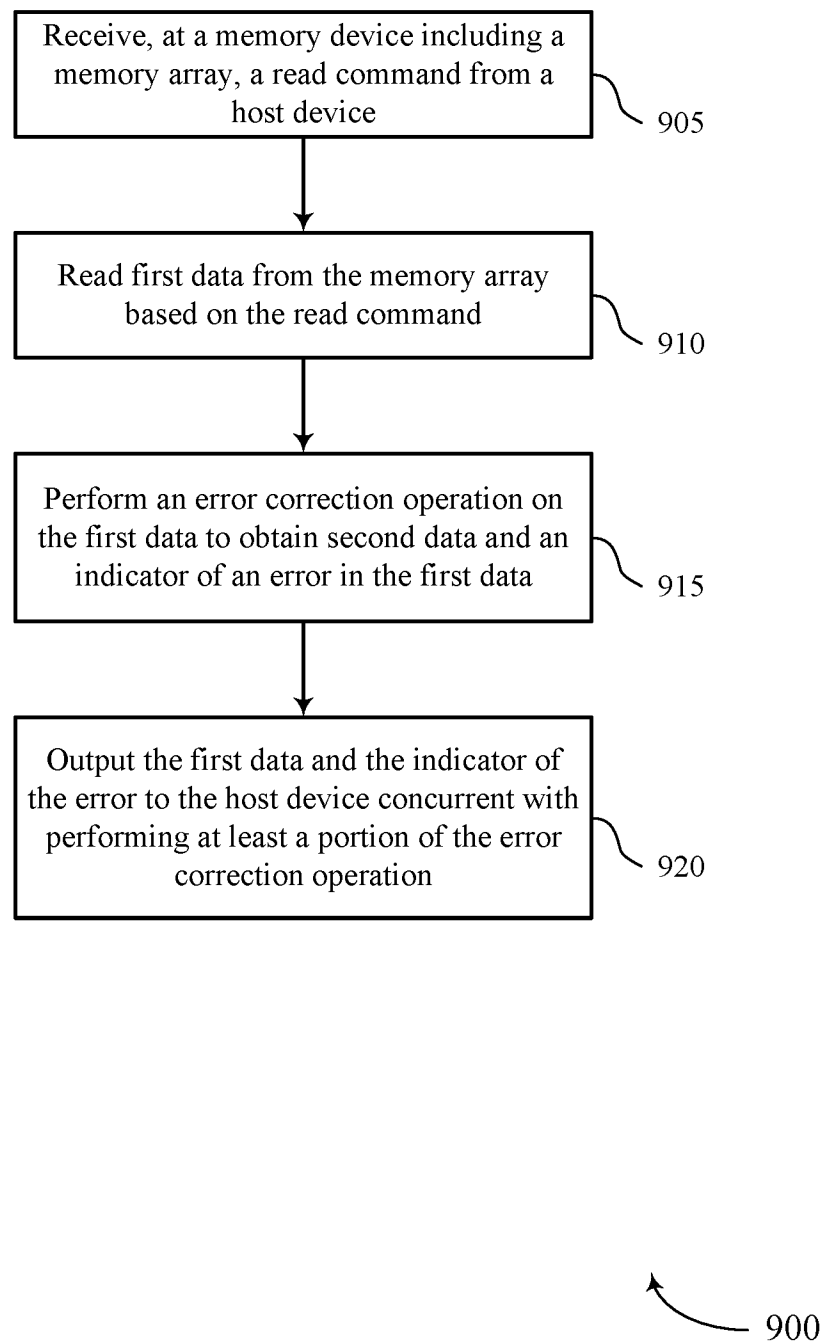 Receive, at a memory device including a
memory array, a read command from a
host device
905
Read first data from the memory array
based on the read command
910
Perform an error correction operation on
the first data to obtain second data and an
indicator of an error in the first data
915
Output the first data and the indicator of
the error to the host device concurrent with
performing at least a portion of the error
correction operation
920
900